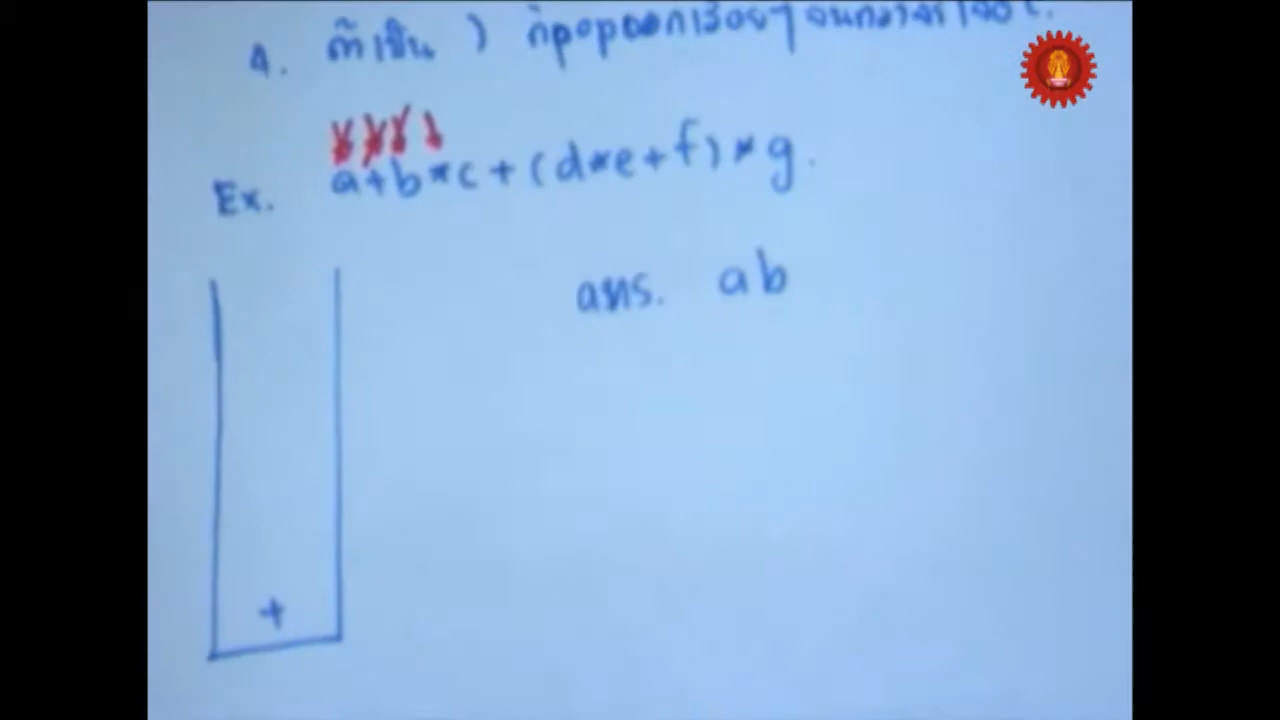 4. ถ้าเป็น ) ก็popออกเรื่อยๆ จนกว่าจะเจอ (.
Ex. a+b*c+(d*e+f)*g.
ans. ab
+